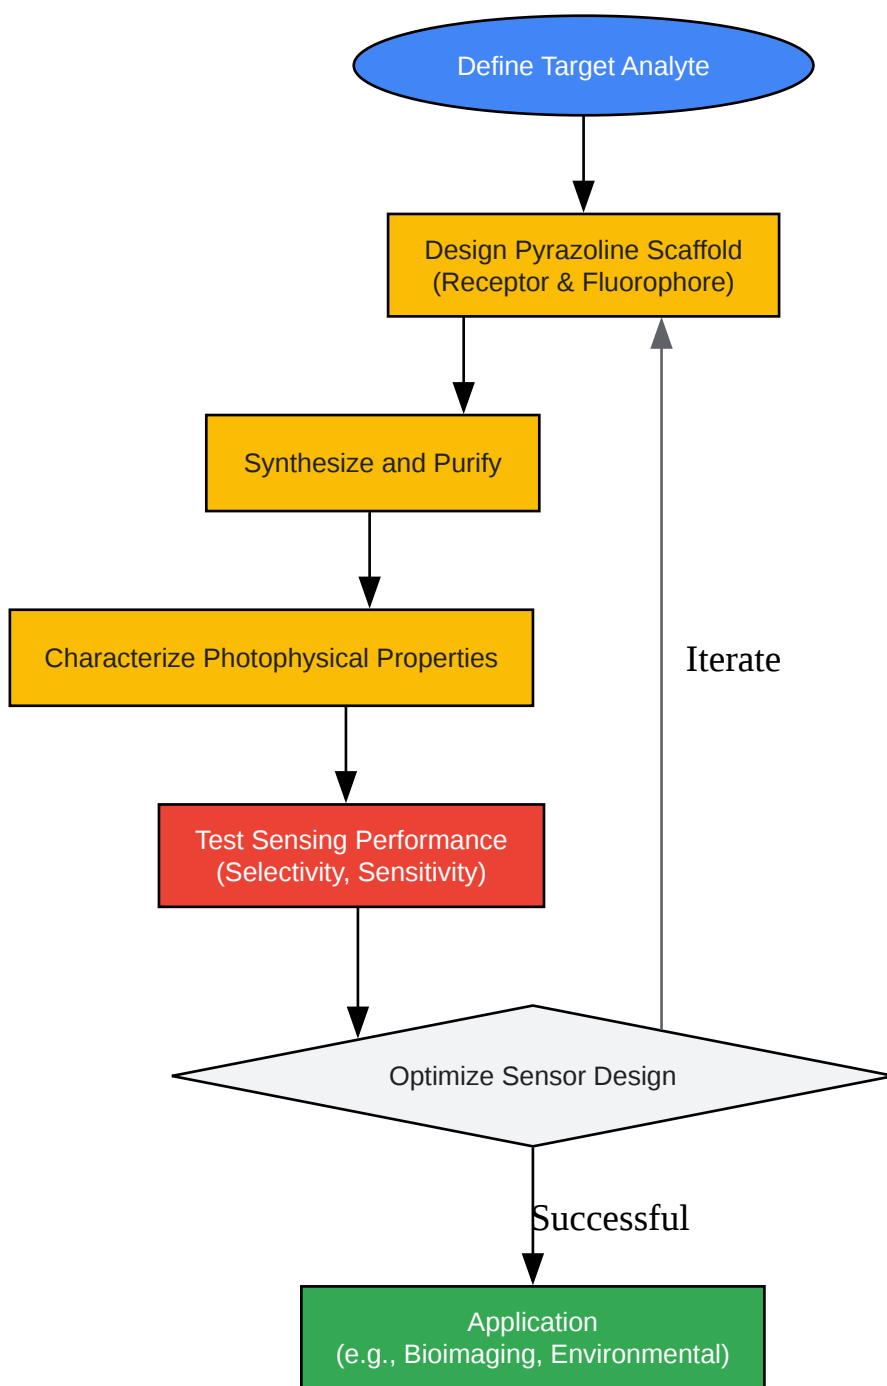 Define Target Analyte
Design Pyrazoline Scaffold
(Receptor & Fluorophore)
Synthesize and Purify
Characterize Photophysical Properties
Iterate
Test Sensing Performance
(Selectivity, Sensitivity)
Optimize Sensor Design
Successful
Application
(e.g., Bioimaging, Environmental)